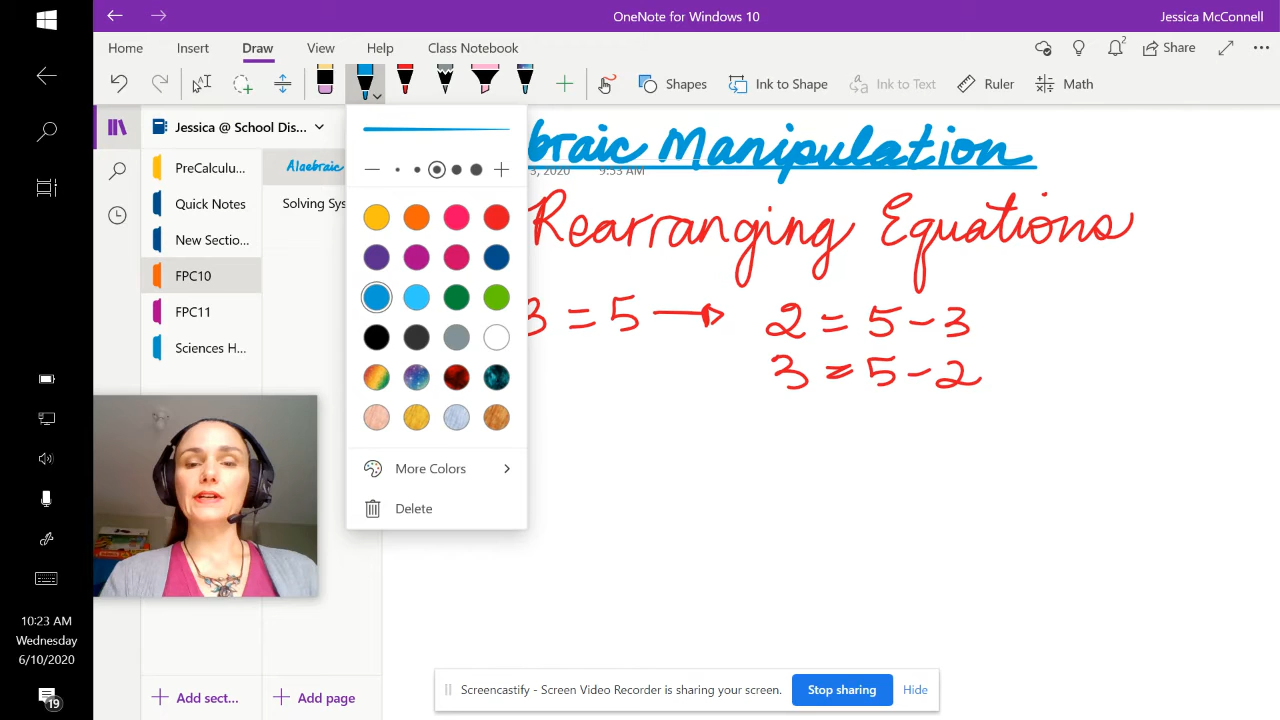 OneNote for Windows 10
Jessica McConnell
Home Insert Draw View Help Class Notebook
2 Share
Shapes Ink to Shape Ink to Text Ruler Math
Jessica @ School Dis...
PreCalculu...
Quick Notes
New Sectio...
FPC10
FPC11
Sciences H...
Algebraic
Solving Sys
More Colors
Delete
braic Manipulation
3, 2020 9:53 AM
Rearranging Equations
3 = 5 → 2 = 5 - 3
3 = 5 - 2
10:23 AM
Wednesday
6/10/2020
19
Add sect...
Add page
Screencastify - Screen Video Recorder is sharing your screen.
Stop sharing
Hide